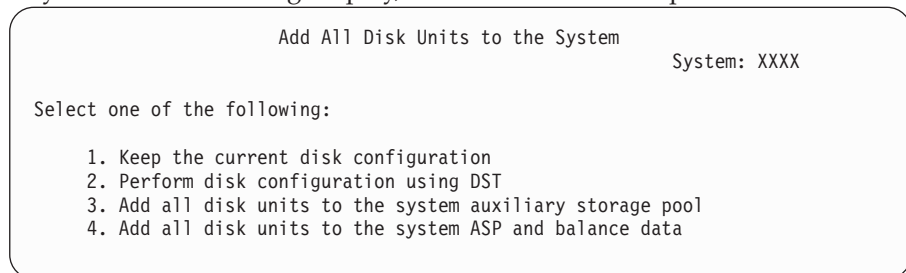 Add All Disk Units to the System
System: XXXX
Select one of the following:
1. Keep the current disk configuration
2. Perform disk configuration using DST
3. Add all disk units to the system auxiliary storage pool
4. Add all disk units to the system ASP and balance data